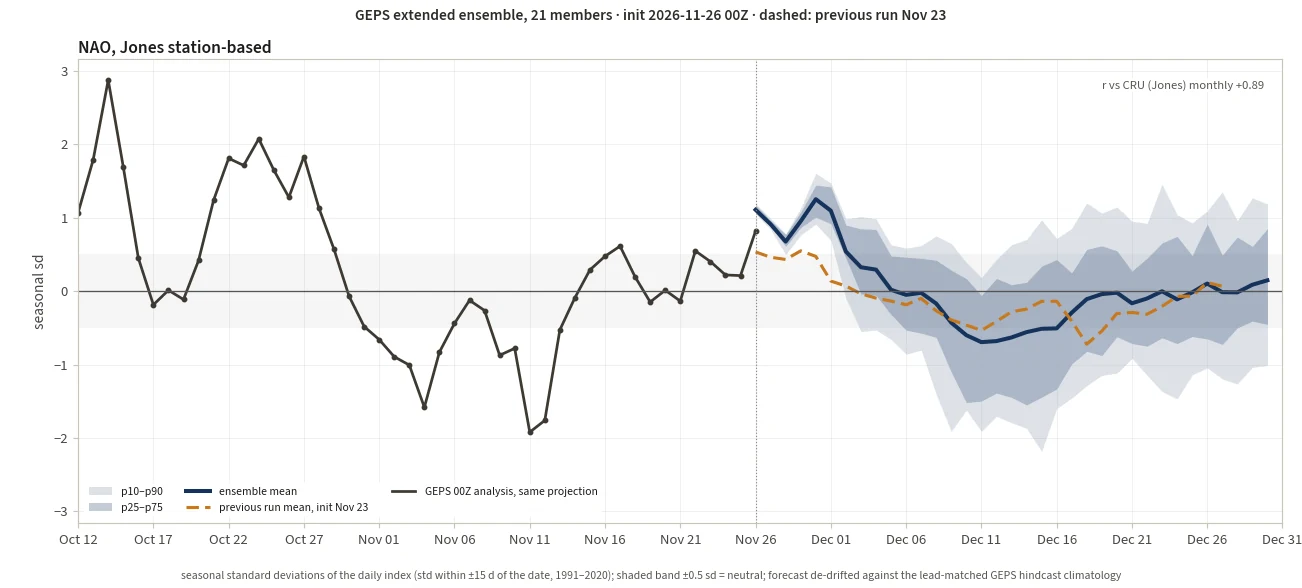 GEPS extended ensemble, 21 members · init 2026-11-26 00Z · dashed: previous run Nov 23
NAO, Jones station-based
r vs CRU (Jones) monthly +0.89
3
2
1
0
−1
−2
−3
seasonal sd
p10–p90
ensemble mean
GEPS 00Z analysis, same projection
p25–p75
previous run mean, init Nov 23
Oct 12 Oct 17 Oct 22 Oct 27 Nov 01 Nov 06 Nov 11 Nov 16 Nov 21 Nov 26 Dec 01 Dec 06 Dec 11 Dec 16 Dec 21 Dec 26 Dec 31
seasonal standard deviations of the daily index (std within ±15 d of the date, 1991–2020); shaded band ±0.5 sd = neutral; forecast de-drifted against the lead-matched GEPS hindcast climatology